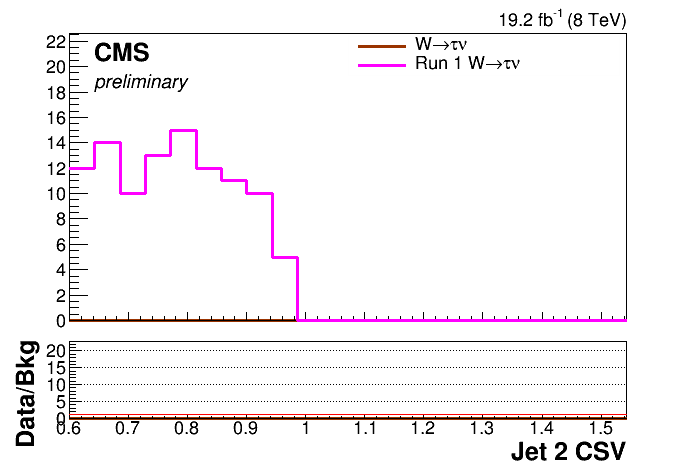 19.2 fb⁻¹ (8 TeV)
CMS
preliminary
W→τν
Run 1 W→τν
22
20
18
16
14
12
10
8
6
4
2
0
Data/Bkg
20
15
10
5
0
0.6 0.7 0.8 0.9 1 1.1 1.2 1.3 1.4 1.5
Jet 2 CSV